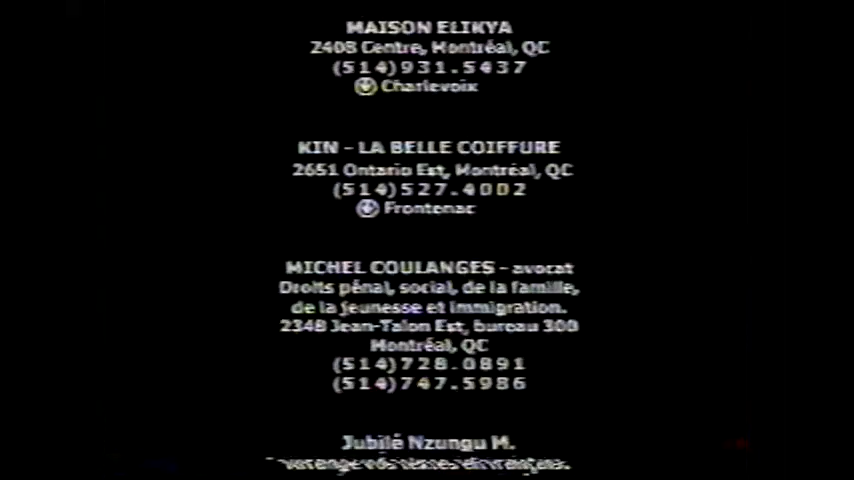 MAISON ELIKYA
2408 Centre, Montréal, QC
(514)931.5437
Charlevoix
KIN - LA BELLE COIFFURE
2651 Ontario Est, Montréal, QC
(514)527.4002
Frontenac
MICHEL COULANGES - avocat
Droits pénal, social, de la famille,
de la jeunesse et immigration.
2348 Jean-Talon Est, bureau 300
Montréal, QC
(514)728.0891
(514)747.5986
Jubilé Nzungu M.